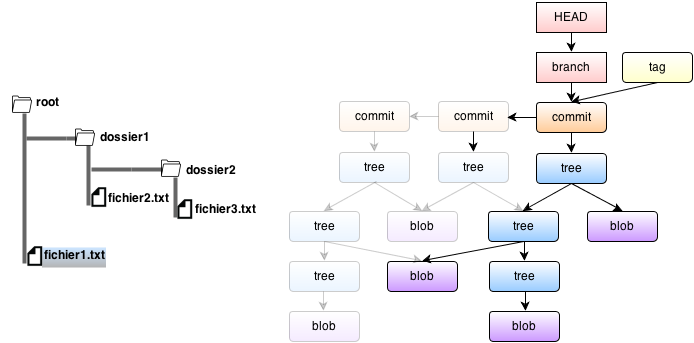 root
dossier1
dossier2
fichier2.txt
fichier3.txt
fichier1.txt
HEAD
branch
tag
commit
commit
commit
tree
tree
tree
tree
blob
tree
blob
tree
blob
tree
blob
blob